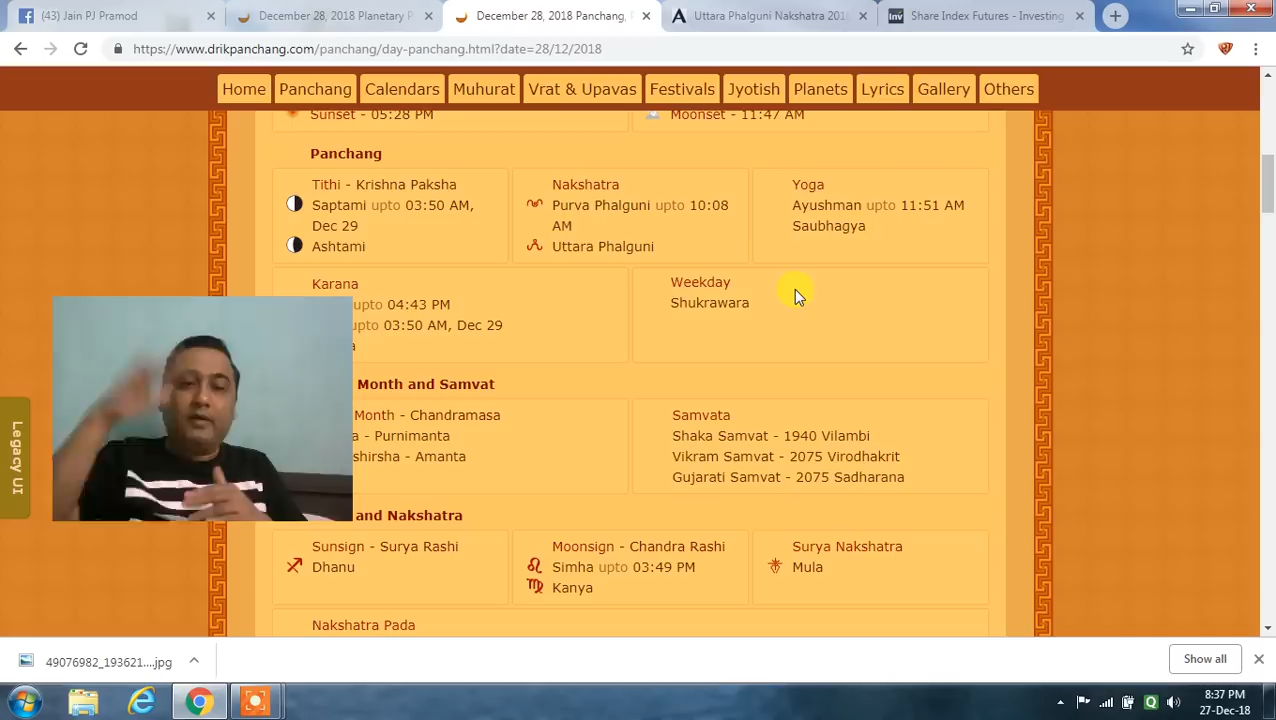 (43) Jain PJ Pramod
December 28, 2018 Planetary P
December 28, 2018 Panchang,
Uttara Phalguni Nakshatra 2018
Share Index Futures - Investing
https://www.drikpanchang.com/panchang/day-panchang.html?date=28/12/2018
Home
Panchang
Calendars
Muhurat
Vrat & Upavas
Festivals
Jyotish
Planets
Lyrics
Gallery
Others
Sunset - 05:28 PM
Moonset - 11:47 AM
Panchang
Tithi - Krishna Paksha
Saptami upto 03:50 AM,
Dec 29
Ashtami
Nakshatra
Purva Phalguni upto 10:08
AM
Uttara Phalguni
Yoga
Ayushman upto 11:51 AM
Saubhagya
Karana
upto 04:43 PM
upto 03:50 AM, Dec 29
Weekday
Shukrawara
Month and Samvat
Month - Chandramasa
a - Purnimanta
shirsha - Amanta
Samvata
Shaka Samvat - 1940 Vilambi
Vikram Samvat - 2075 Virodhakrit
Gujarati Samvat - 2075 Sadharana
and Nakshatra
Sunsign - Surya Rashi
Dhanu
Moonsign - Chandra Rashi
Simha upto 03:49 PM
Kanya
Surya Nakshatra
Mula
Nakshatra Pada
Legacy UI
49076982_193621....jpg
Show all
8:37 PM
27-Dec-18